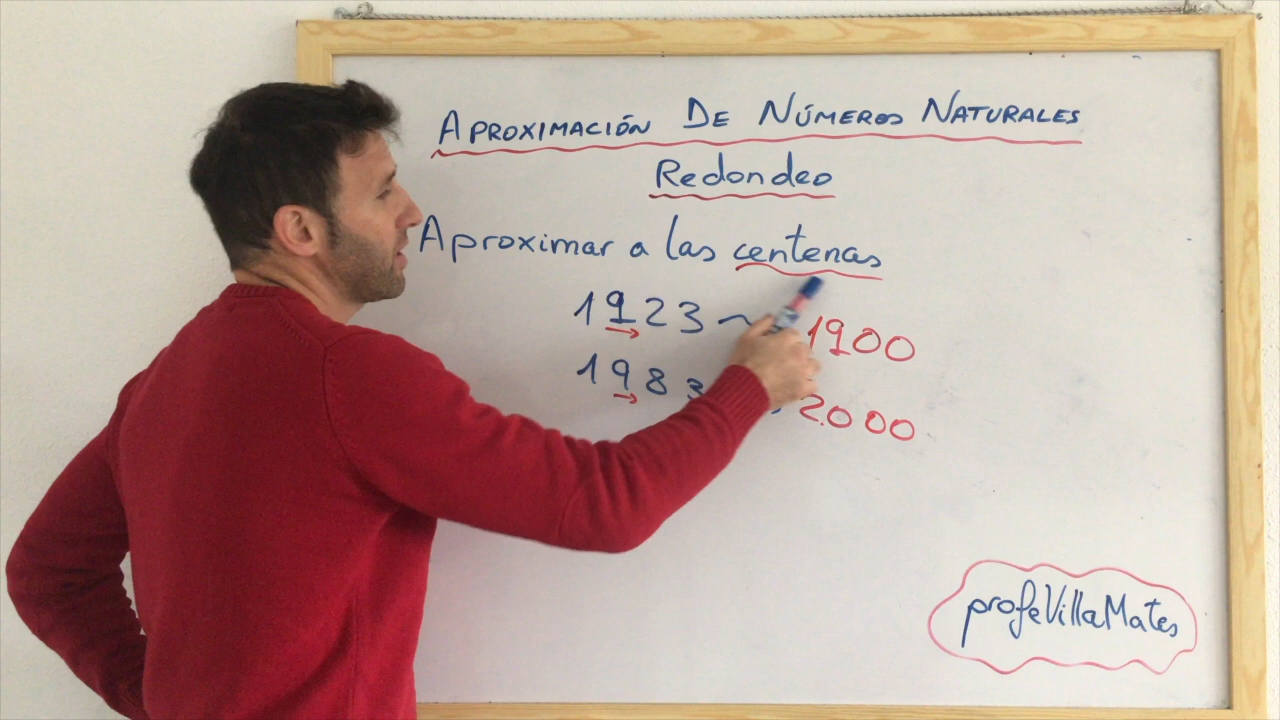 APROXIMACIÓN DE NÚMEROS NATURALES
Redondeo
Aproximar a las centenas
1923 ~ 1900
1983 2000
profeVillaMates